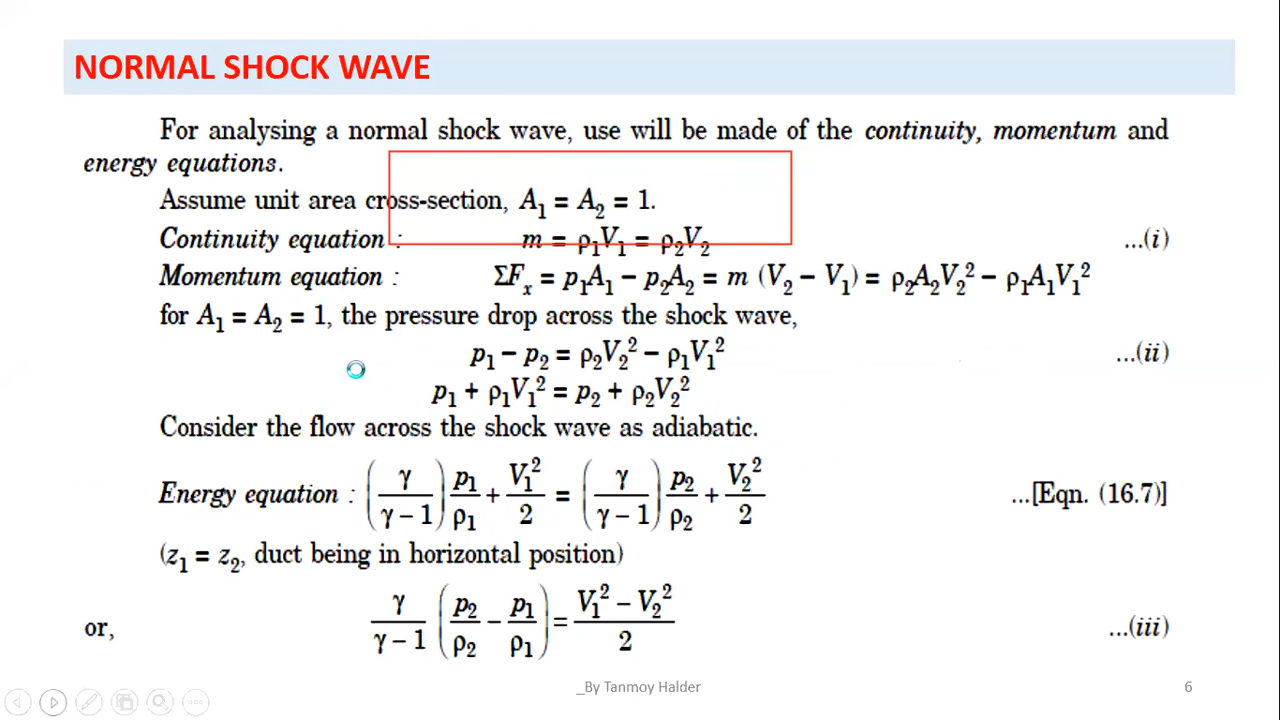 NORMAL SHOCK WAVE
For analysing a normal shock wave, use will be made of the continuity, momentum and
energy equations.
Assume unit area cross-section, A₁ = A₂ = 1.
Continuity equation : m = ρ₁V₁ = ρ₂V₂ ...(i)
Momentum equation : ΣFₓ = p₁A₁ − p₂A₂ = m (V₂ − V₁) = ρ₂A₂V₂² − ρ₁A₁V₁²
for A₁ = A₂ = 1, the pressure drop across the shock wave,
p₁ − p₂ = ρ₂V₂² − ρ₁V₁² ...(ii)
p₁ + ρ₁V₁² = p₂ + ρ₂V₂²
Consider the flow across the shock wave as adiabatic.
Energy equation : (γ/(γ − 1)) p₁/ρ₁ + V₁²/2 = (γ/(γ − 1)) p₂/ρ₂ + V₂²/2 ...[Eqn. (16.7)]
(z₁ = z₂, duct being in horizontal position)
or, γ/(γ − 1) (p₂/ρ₂ − p₁/ρ₁) = (V₁² − V₂²)/2 ...(iii)
_By Tanmoy Halder 6